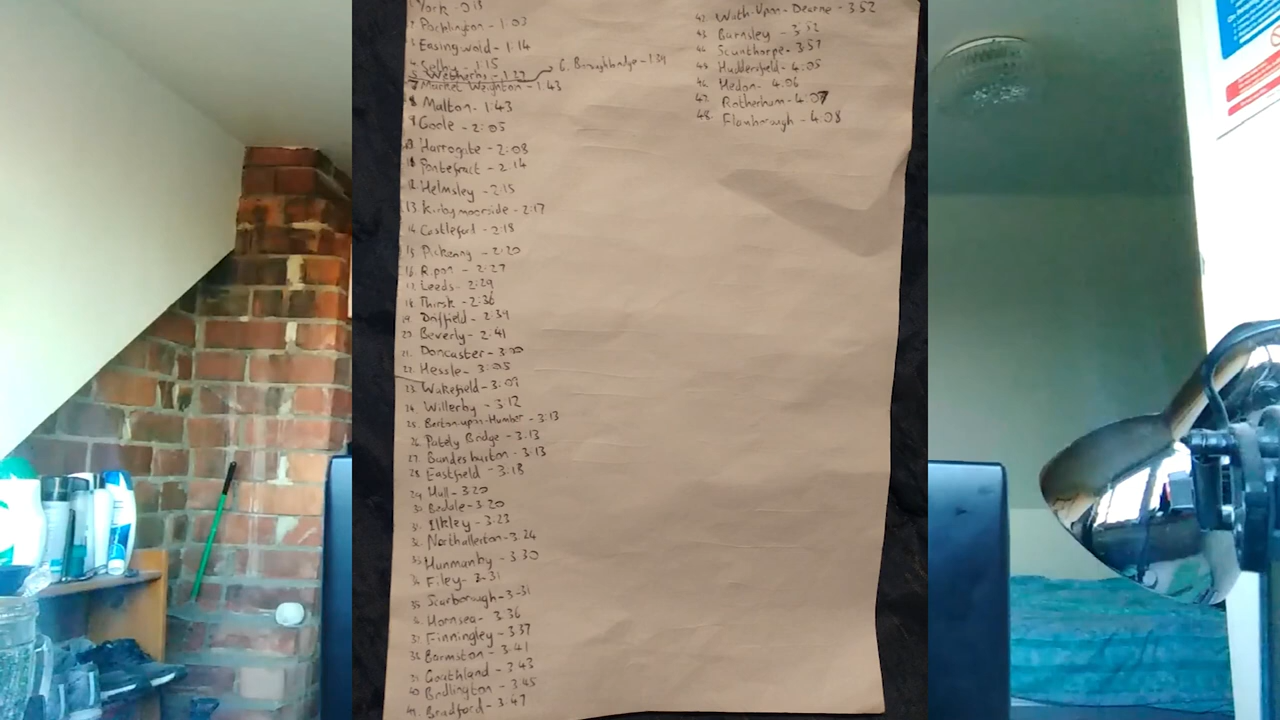 York - 0:13
Pocklington - 1:03
Easingwold - 1:14
4 Selby - 1:15
5. Wetherby - 1:27
6. Boroughbridge - 1:39
7 Market Weighton - 1:43
8 Malton - 1:43
9 Goole - 2:05
10 Harrogate - 2:08
11 Pontefract - 2:14
12 Helmsley - 2:15
13 Kirbymoorside - 2:17
14 Castleford - 2:18
15 Pickering - 2:20
16 Ripon - 2:27
17 Leeds - 2:29
18 Thirsk - 2:36
19. Driffield - 2:39
20 Beverly - 2:41
21. Doncaster - 3:00
22. Hessle - 3:05
23. Wakefield - 3:09
24. Willerby - 3:12
25. Barton-upon-Humber - 3:13
26 Pately Bridge - 3:13
27. Brandesburton - 3:13
28. Eastfield - 3:18
29 Hull - 3:20
30. Bedale - 3:20
31. Ilkley - 3:23
32 Northallerton - 3:24
33 Hunmanby - 3:30
34 Filey - 3:31
35 Scarborough - 3:31
36 Hornsea - 3:36
37 Finningley - 3:37
38 Barmston - 3:41
39 Goathland - 3:43
40 Bridlington - 3:45
41. Bradford - 3:47
42. Wath-Upon-Dearne - 3:52
43 Barnsley - 3:52
44 Scunthorpe - 3:57
45 Huddersfield - 4:05
46 Hedon - 4:06
47. Rotherham - 4:07
48. Flamborough - 4:08